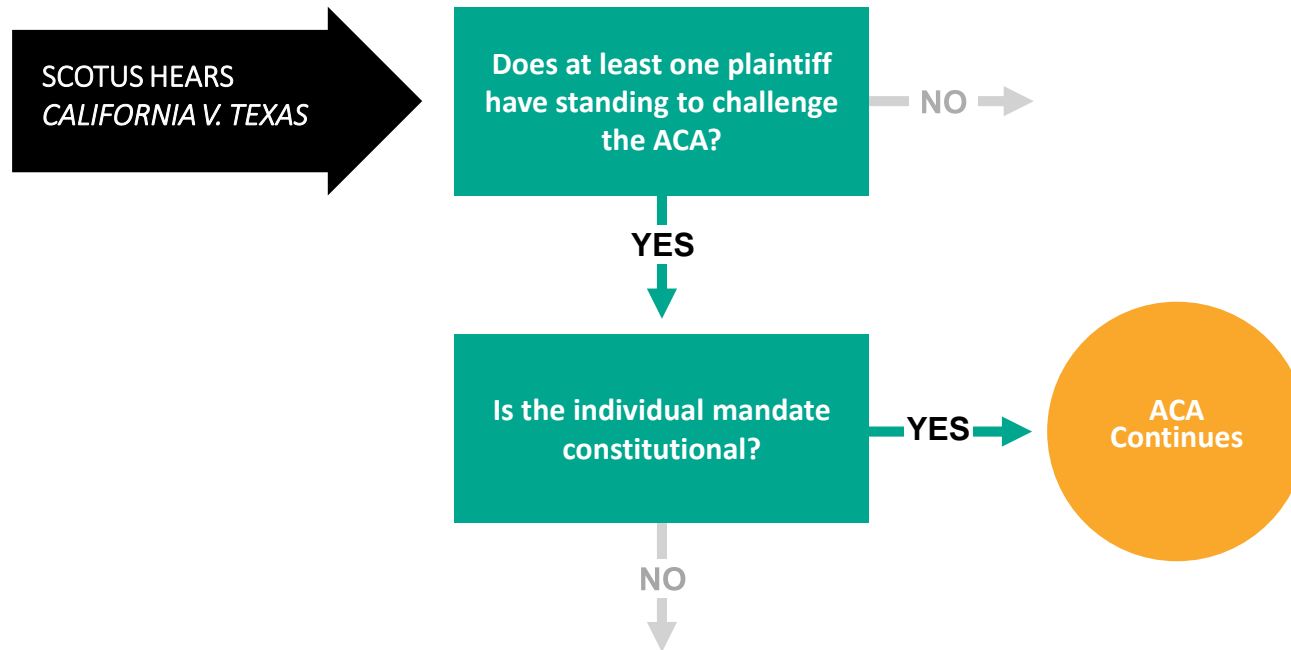 SCOTUS HEARS
CALIFORNIA V. TEXAS
Does at least one plaintiff
have standing to challenge
the ACA?
NO
YES
Is the individual mandate
constitutional?
YES
ACA
Continues
NO